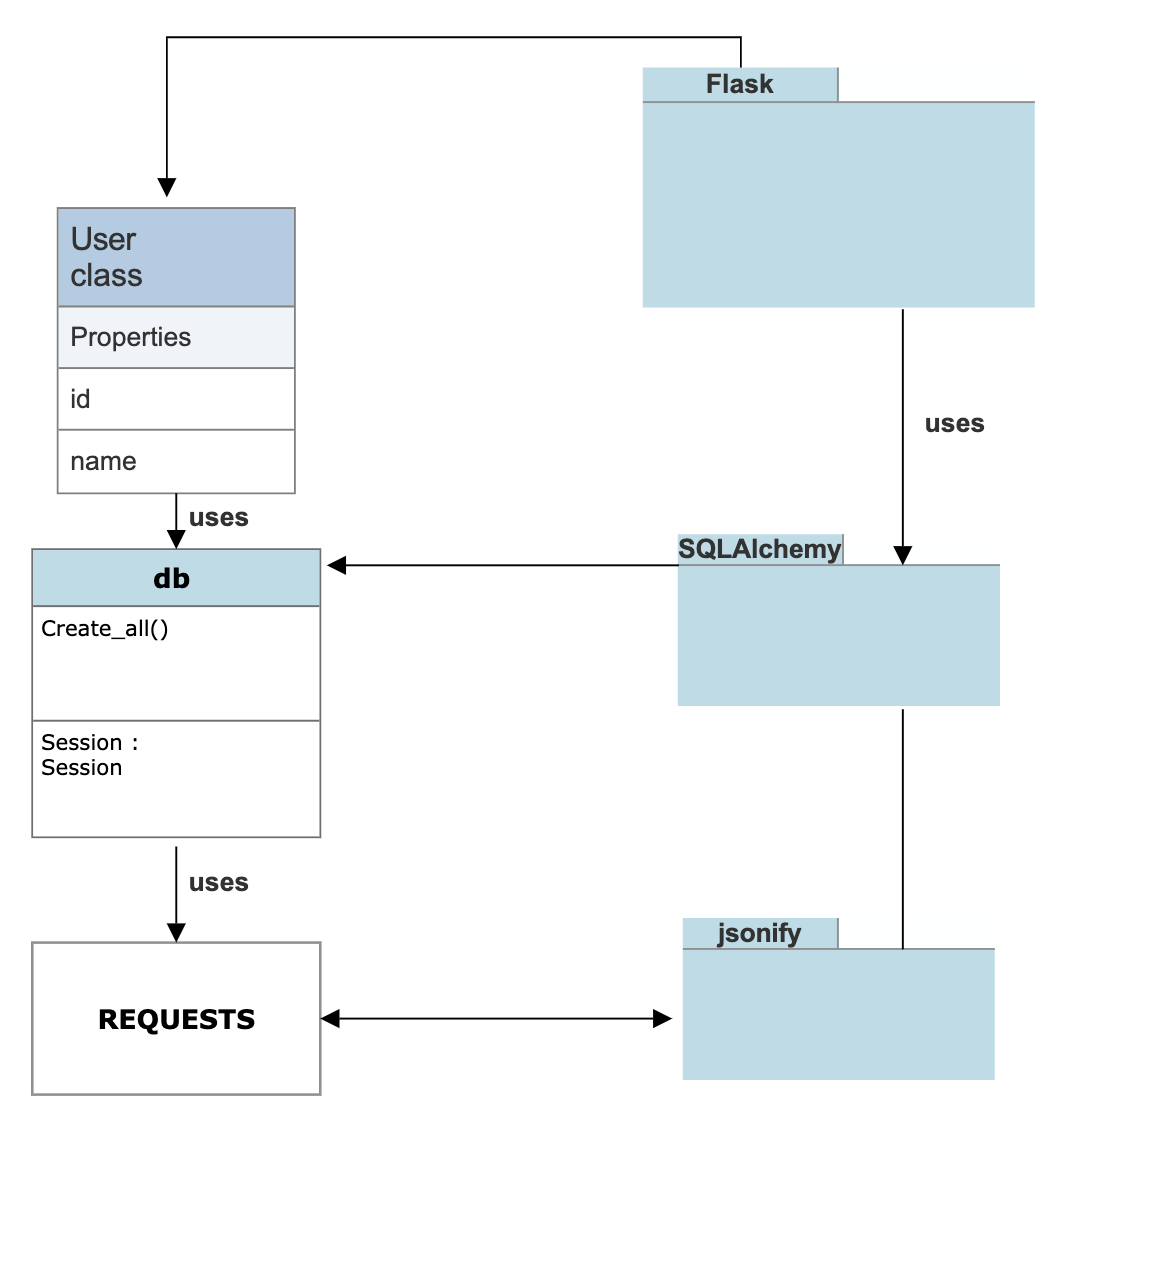 Flask
User
class
Properties
id
name
uses
uses
SQLAlchemy
db
Create_all()
Session :
Session
uses
jsonify
REQUESTS